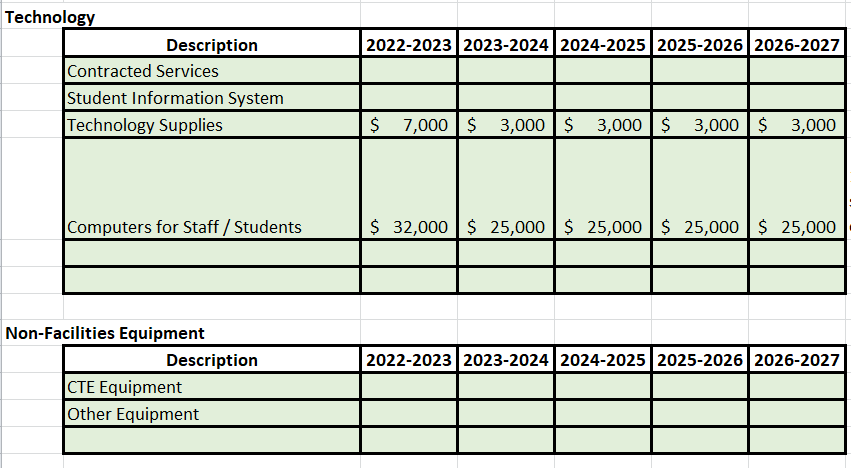 Technology
Description 2022-2023 2023-2024 2024-2025 2025-2026 2026-2027
Contracted Services
Student Information System
Technology Supplies $ 7,000 $ 3,000 $ 3,000 $ 3,000 $ 3,000
Computers for Staff / Students $ 32,000 $ 25,000 $ 25,000 $ 25,000 $ 25,000
Non-Facilities Equipment
Description 2022-2023 2023-2024 2024-2025 2025-2026 2026-2027
CTE Equipment
Other Equipment